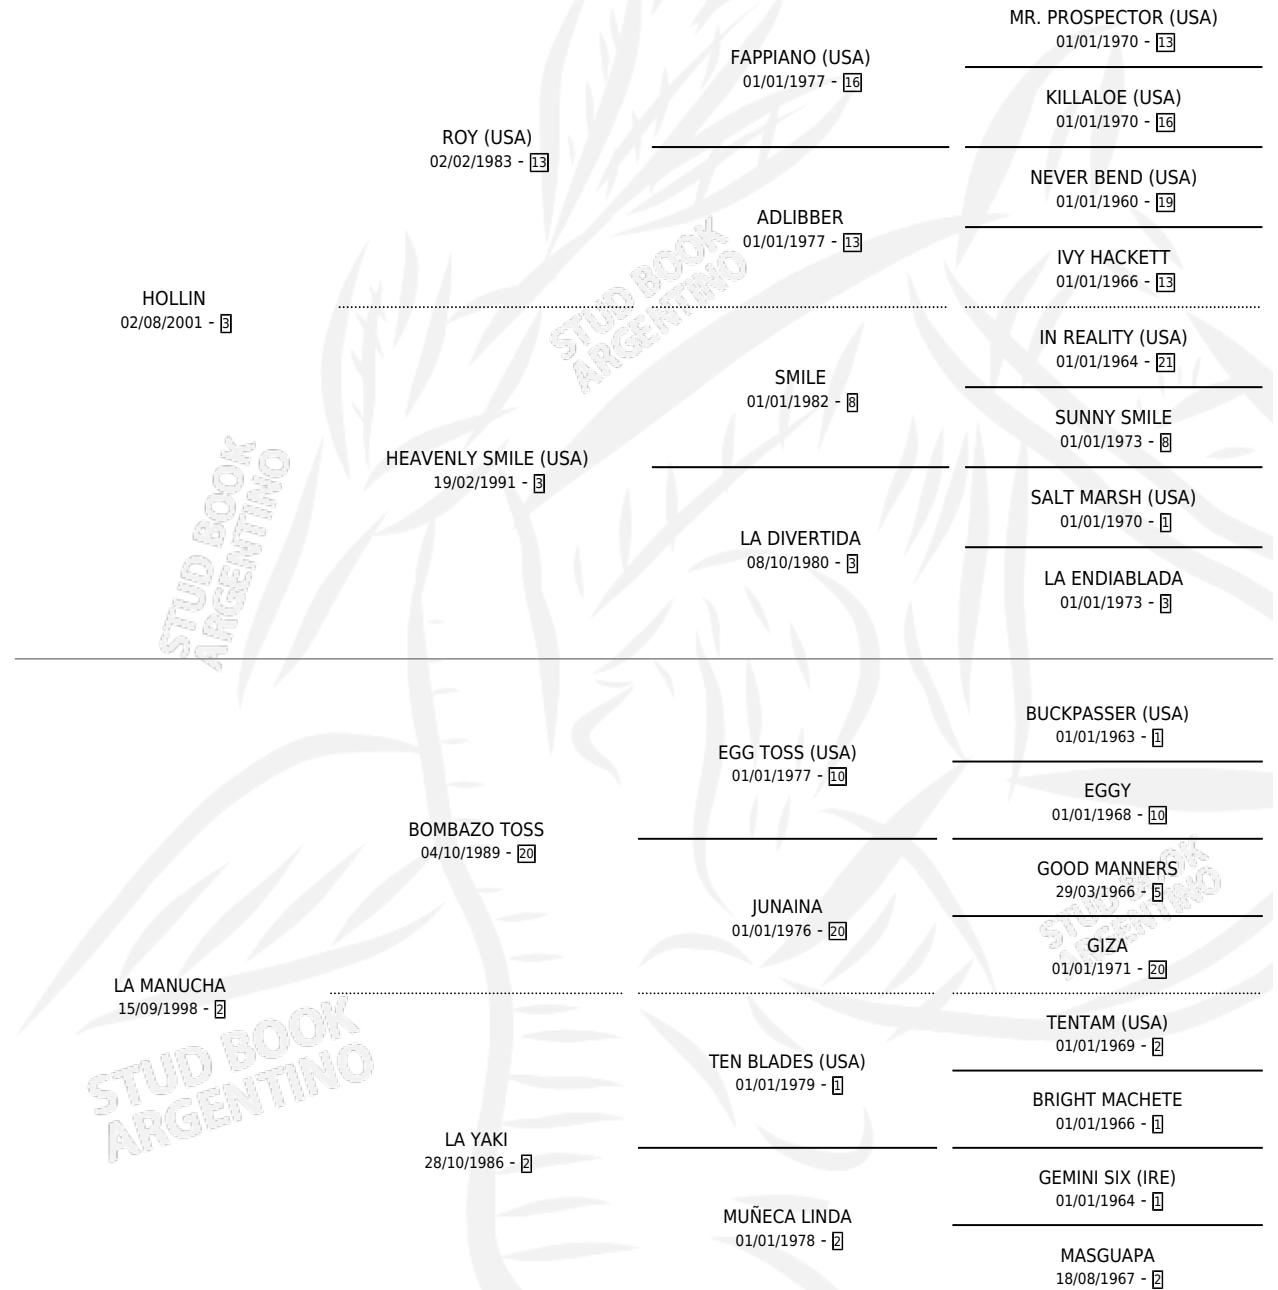 MR. PROSPECTOR (USA)
01/01/1970 - 13
FAPPIANO (USA)
01/01/1977 - 16
KILLALOE (USA)
01/01/1970 - 16
ROY (USA)
02/02/1983 - 13
NEVER BEND (USA)
01/01/1960 - 19
ADLIBBER
01/01/1977 - 13
IVY HACKETT
01/01/1966 - 13
HOLLIN
02/08/2001 - 3
IN REALITY (USA)
01/01/1964 - 21
SMILE
01/01/1982 - 8
SUNNY SMILE
01/01/1973 - 8
HEAVENLY SMILE (USA)
19/02/1991 - 3
SALT MARSH (USA)
01/01/1970 - 1
LA DIVERTIDA
08/10/1980 - 3
LA ENDIABLADA
01/01/1973 - 3
STUD BOOK
ARGENTINO
STUD BOOK
ARGENTINO
BUCKPASSER (USA)
01/01/1963 - 1
EGG TOSS (USA)
01/01/1977 - 10
EGGY
01/01/1968 - 10
BOMBAZO TOSS
04/10/1989 - 20
GOOD MANNERS
29/03/1966 - 5
JUNAINA
01/01/1976 - 20
GIZA
01/01/1971 - 20
STUD BOOK
ARGENTINO
LA MANUCHA
15/09/1998 - 2
TENTAM (USA)
01/01/1969 - 2
TEN BLADES (USA)
01/01/1979 - 1
BRIGHT MACHETE
01/01/1966 - 1
STUD BOOK
ARGENTINO
LA YAKI
28/10/1986 - 2
GEMINI SIX (IRE)
01/01/1964 - 1
MUÑECA LINDA
01/01/1978 - 2
MASGUAPA
18/08/1967 - 2